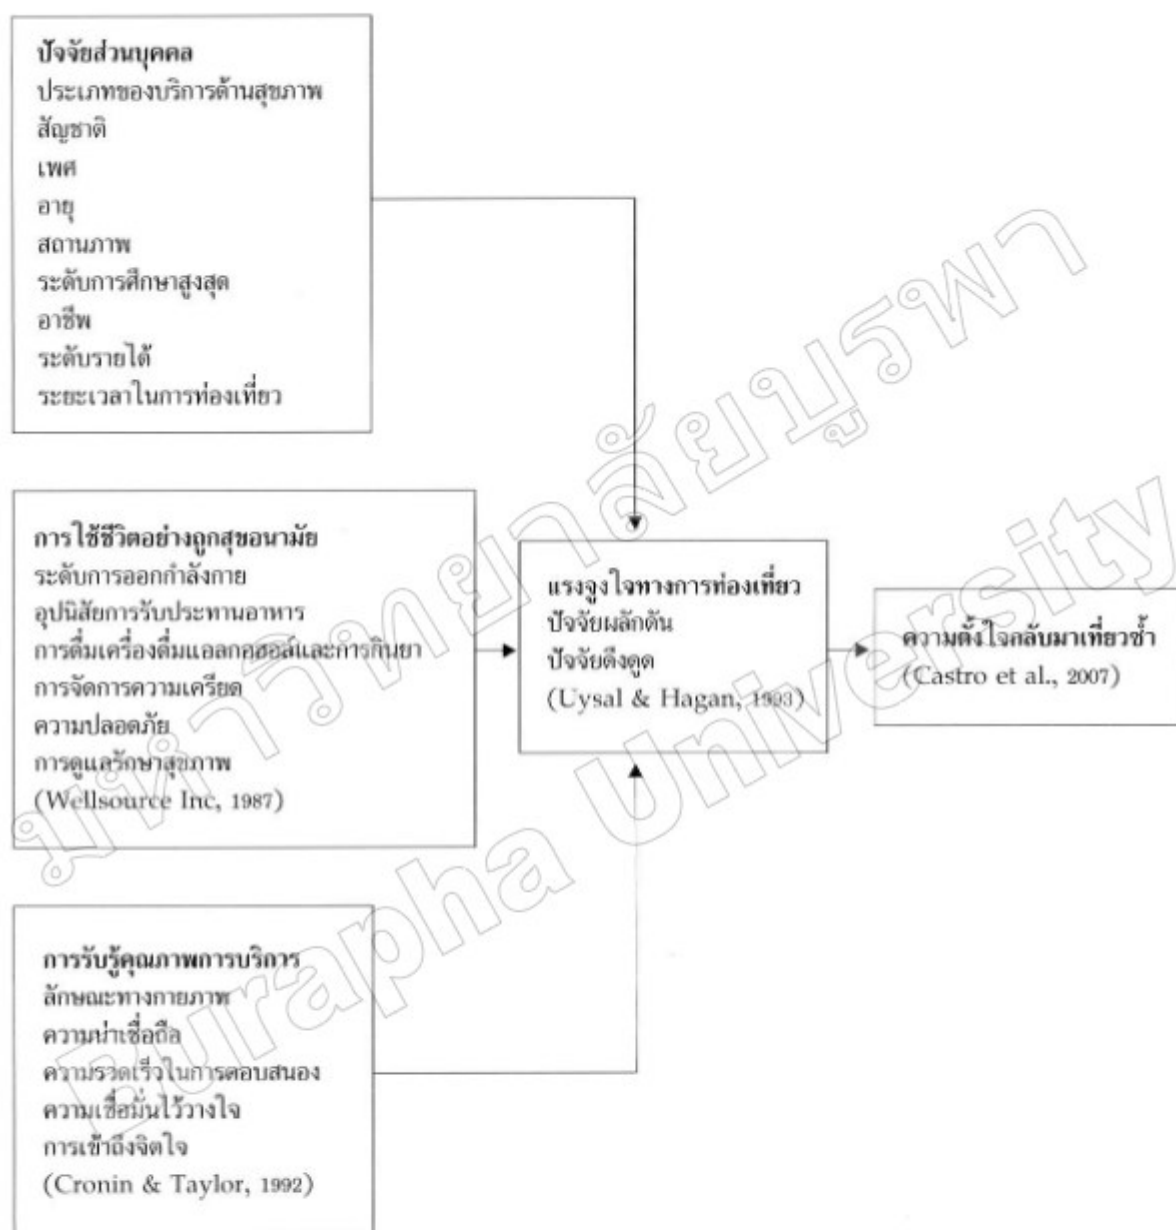 ปัจจัยส่วนบุคคล
ประเภทของบริการด้านสุขภาพ
สัญชาติ
เพศ
อายุ
สถานภาพ
ระดับการศึกษาสูงสุด
อาชีพ
ระดับรายได้
ระยะเวลาในการท่องเที่ยว
การใช้ชีวิตอย่างถูกสุขอนามัย
ระดับการออกกำลังกาย
อุปนิสัยการรับประทานอาหาร
การดื่มเครื่องดื่มแอลกอฮอล์และการกินยา
การจัดการความเครียด
ความปลอดภัย
การดูแลรักษาสุขภาพ
(Wellsource Inc, 1987)
การรับรู้คุณภาพการบริการ
ลักษณะทางกายภาพ
ความน่าเชื่อถือ
ความรวดเร็วในการตอบสนอง
ความเชื่อมั่นไว้วางใจ
การเข้าถึงจิตใจ
(Cronin & Taylor, 1992)
แรงจูงใจทางการท่องเที่ยว
ปัจจัยผลักดัน
ปัจจัยดึงดูด
(Uysal & Hagan, 1993)
ความตั้งใจกลับมาเที่ยวซ้ำ
(Castro et al., 2007)
มหาวิทยาลัยบูรพา
Burapha University